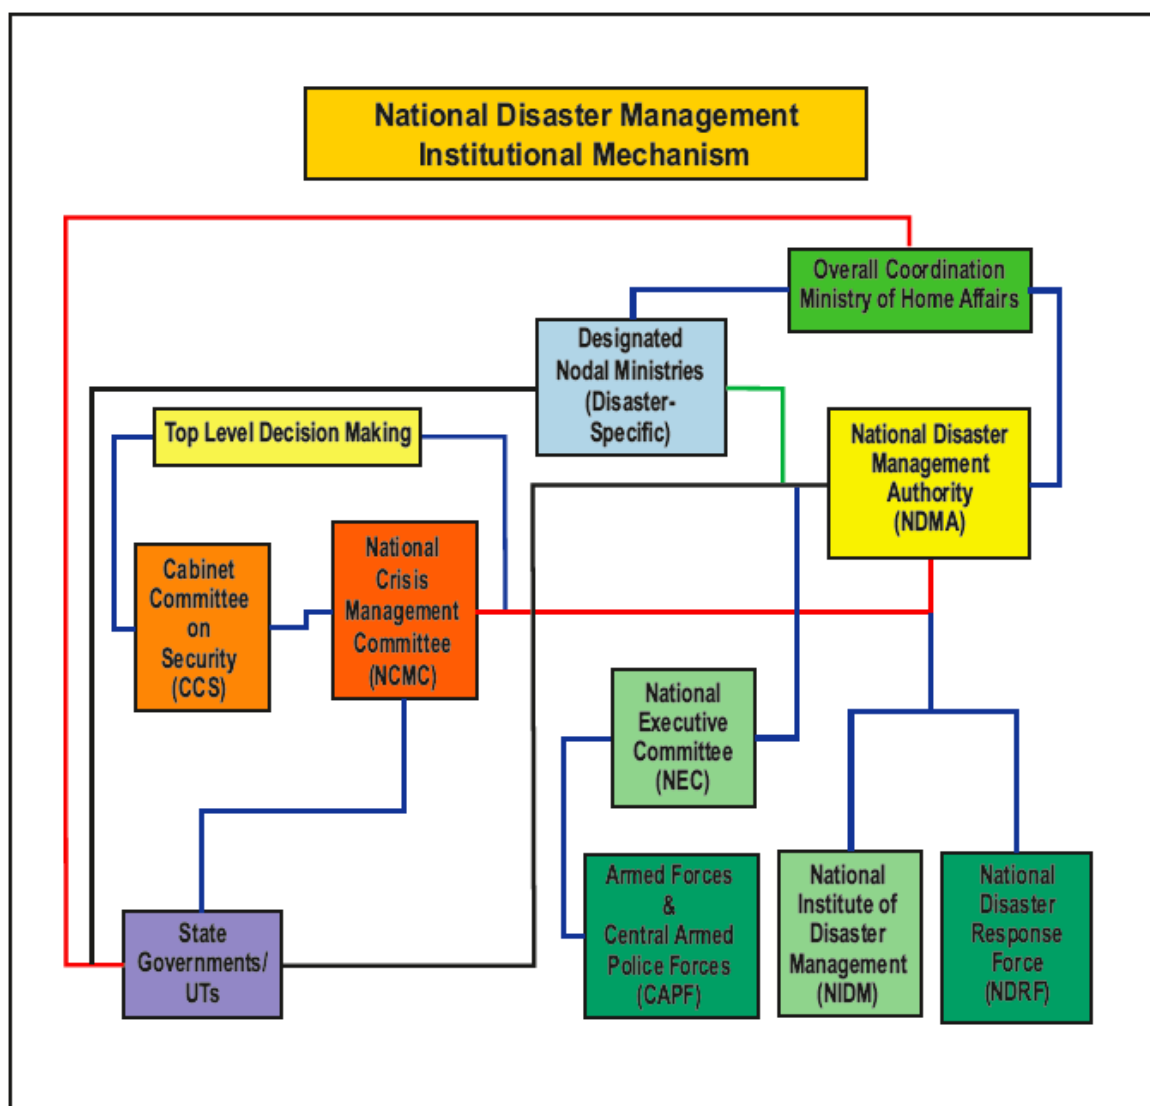 National Disaster Management
Institutional Mechanism
Overall Coordination
Ministry of Home Affairs
Designated
Nodal Ministries
(Disaster-
Specific)
Top Level Decision Making
National Disaster
Management
Authority
(NDMA)
Cabinet
Committee
on
Security
(CCS)
National
Crisis
Management
Committee
(NCMC)
National
Executive
Committee
(NEC)
State
Governments/
UTs
Armed Forces
&
Central Armed
Police Forces
(CAPF)
National
Institute of
Disaster
Management
(NIDM)
National
Disaster
Response
Force
(NDRF)